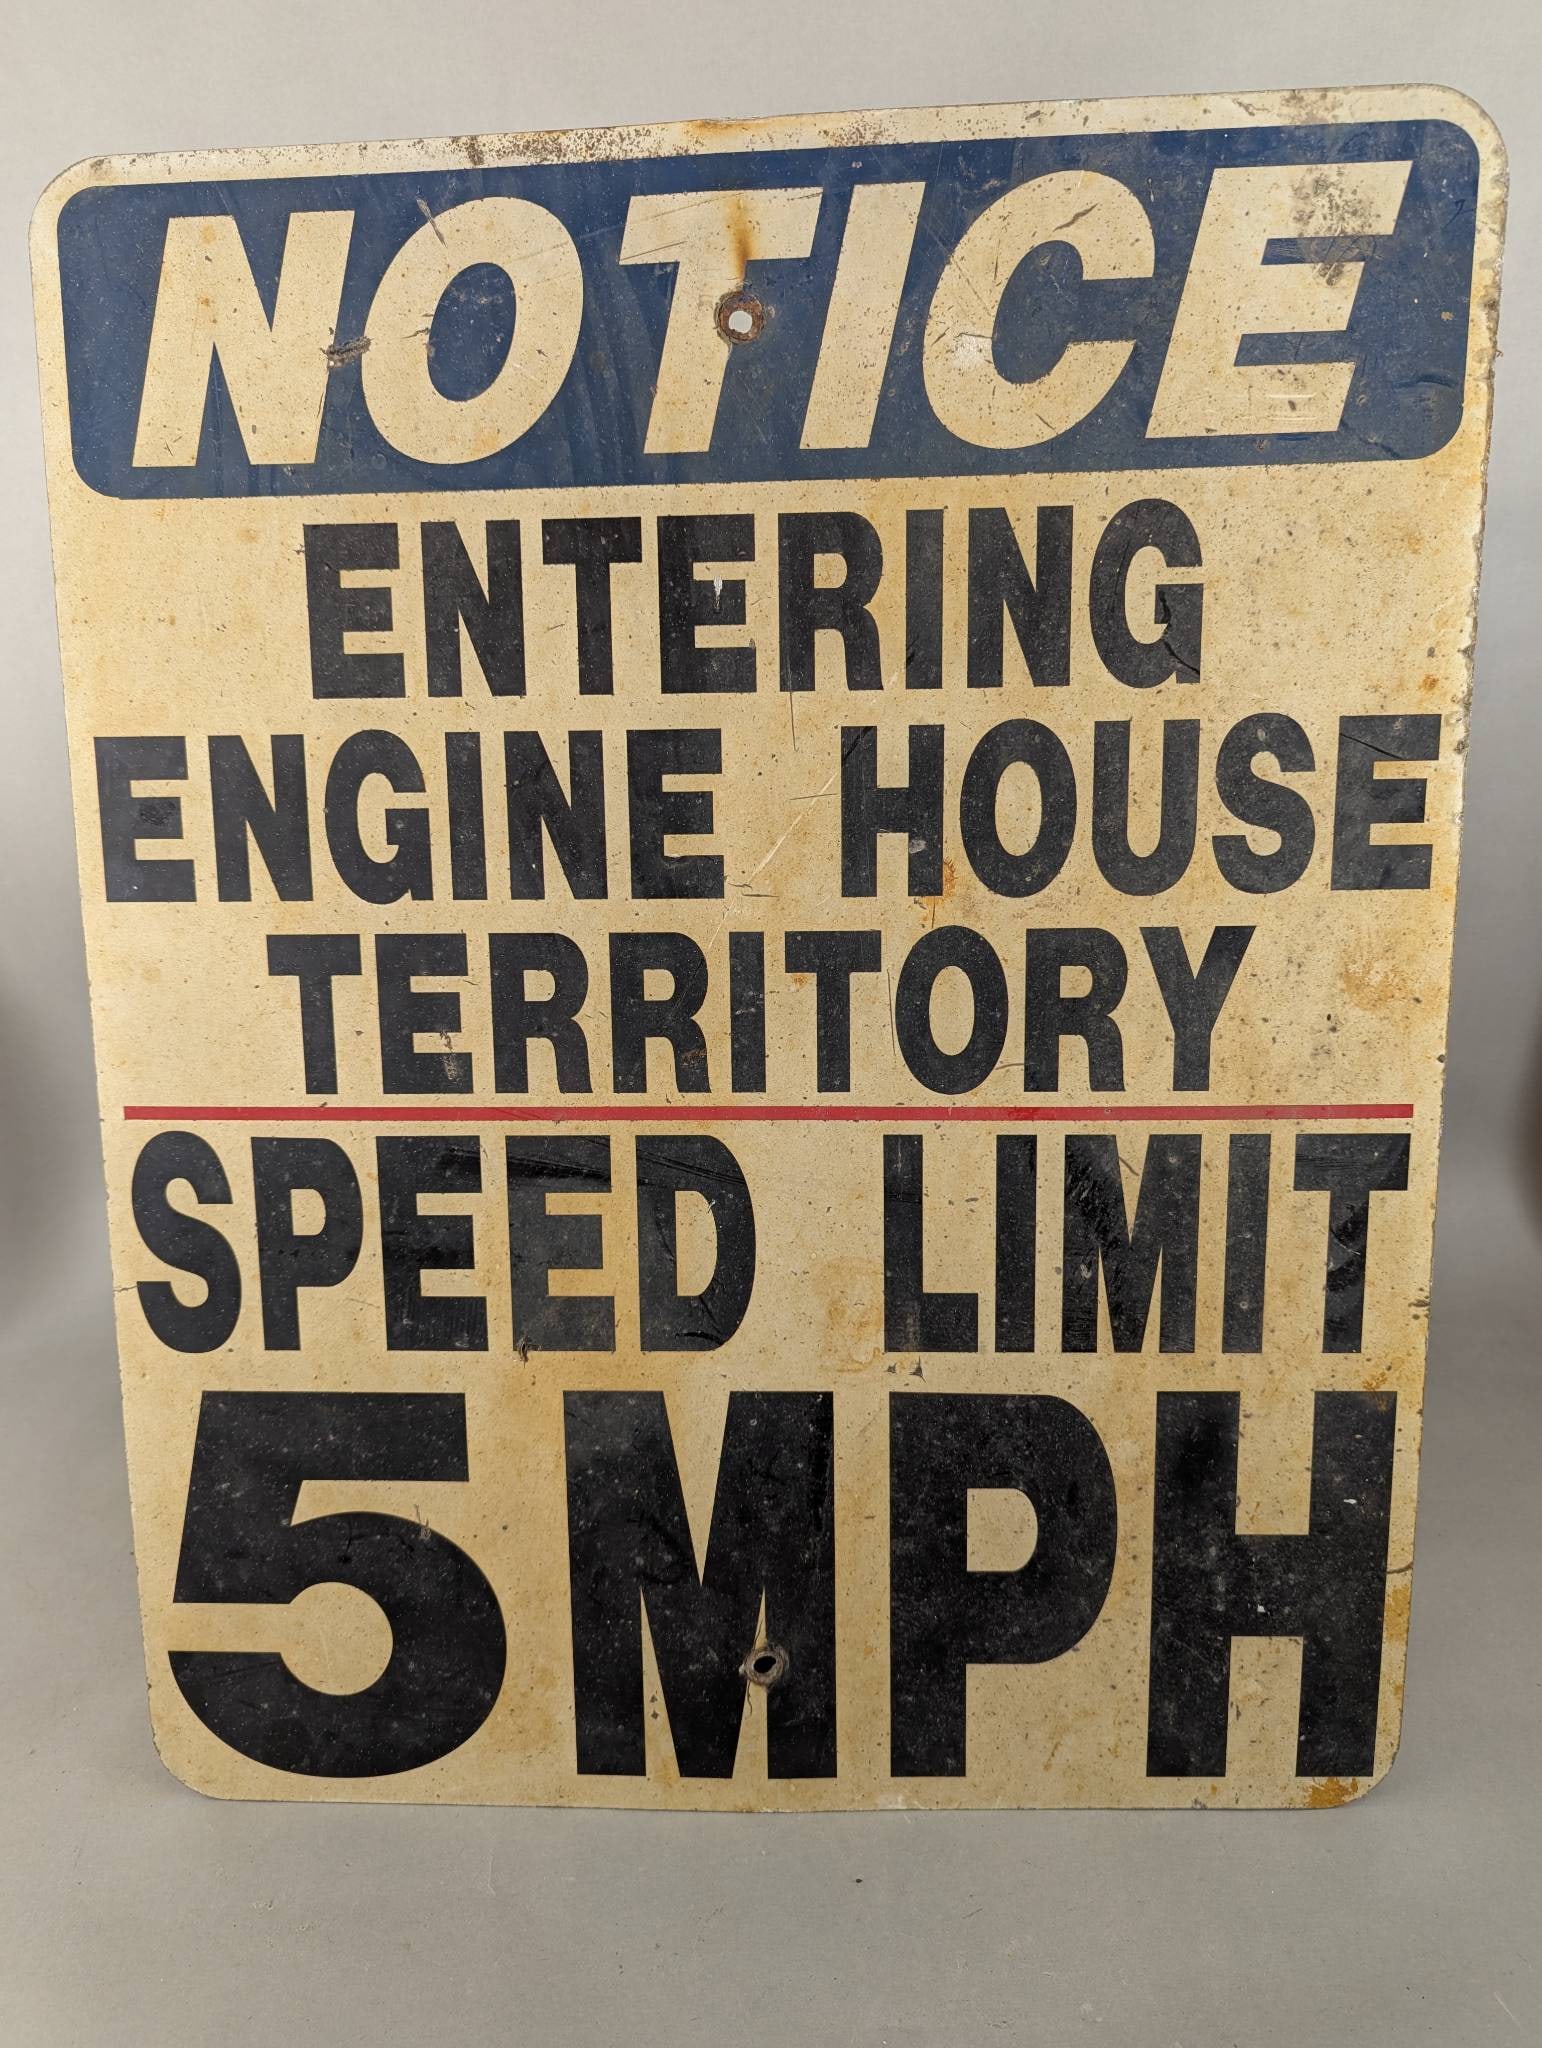 NOTICE
ENTERING
ENGINE HOUSE
TERRITORY
SPEED LIMIT
5 MPH